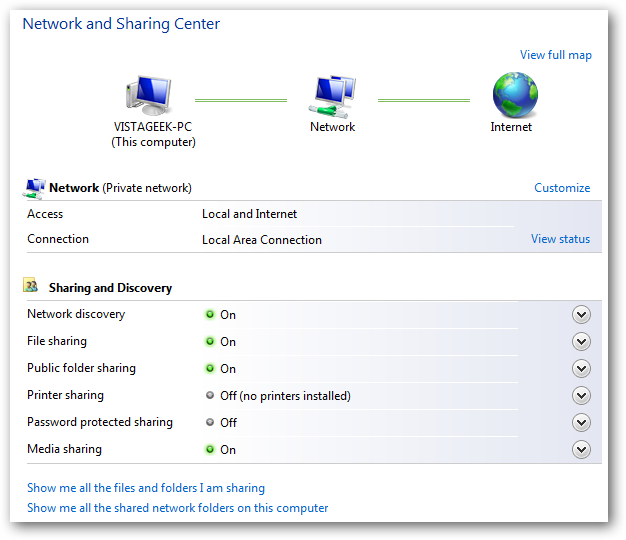 Network and Sharing Center
View full map
VISTAGEEK-PC
(This computer)
Network
Internet
Network (Private network) Customize
Access Local and Internet
Connection Local Area Connection View status
Sharing and Discovery
Network discovery On
File sharing On
Public folder sharing On
Printer sharing Off (no printers installed)
Password protected sharing Off
Media sharing On
Show me all the files and folders I am sharing
Show me all the shared network folders on this computer